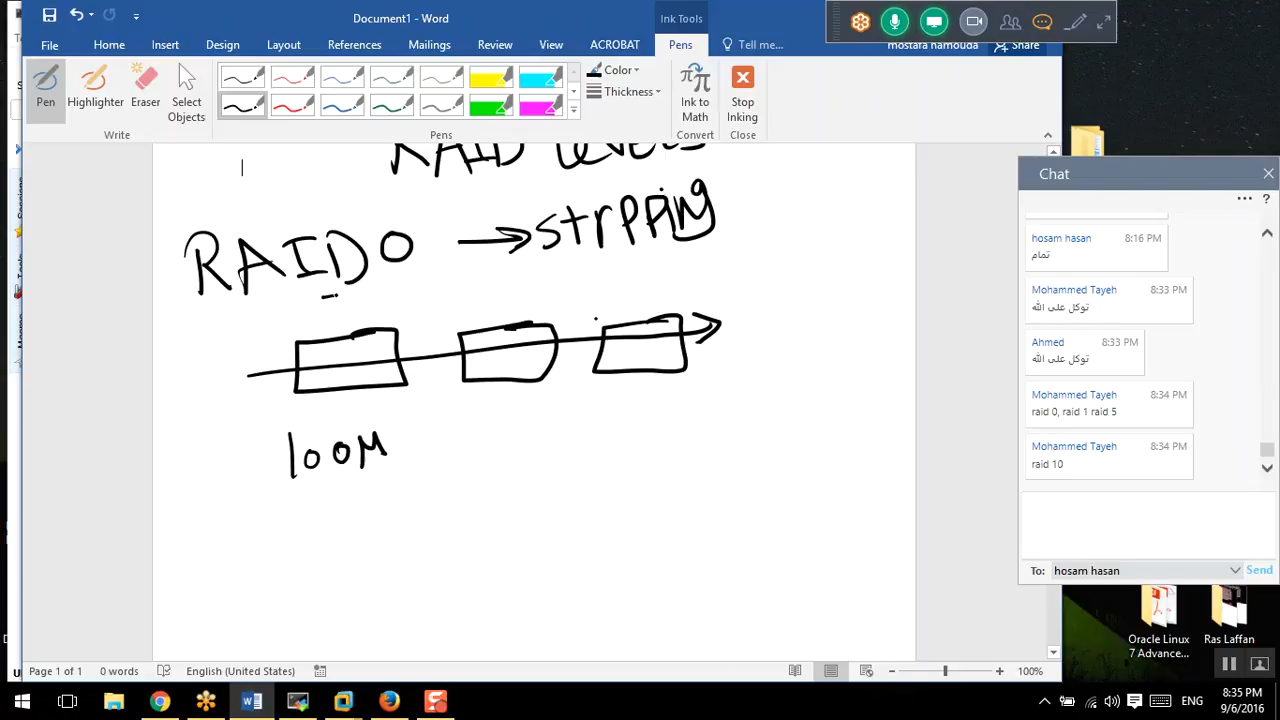 Document1 - Word
Ink Tools
File
Home
Insert
Design
Layout
References
Mailings
Review
View
ACROBAT
Pens
Tell me...
mostafa hamouda
Share
Pen
Highlighter
Eraser
Select Objects
Color
Thickness
Ink to Math
Stop Inking
Write
Pens
Convert
Close
RAID levels
RAID0 → strpping
100M
Chat
hosam hasan 8:16 PM
تمام
Mohammed Tayeh 8:33 PM
توكل على الله
Ahmed 8:33 PM
توكل على الله
Mohammed Tayeh 8:34 PM
raid 0, raid 1 raid 5
Mohammed Tayeh 8:34 PM
raid 10
To: hosam hasan
Send
Oracle Linux 7 Advance...
Ras Laffan
Page 1 of 1
0 words
English (United States)
100%
ENG
8:35 PM
9/6/2016